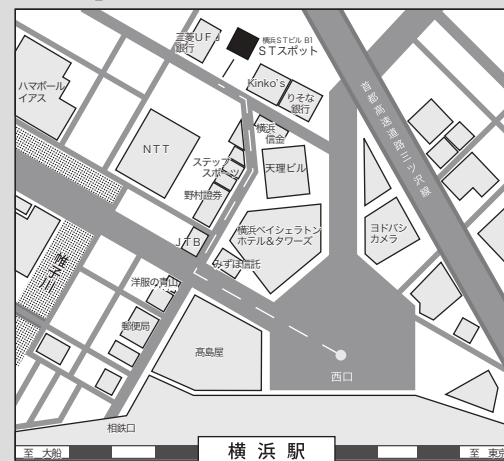 三菱UFJ
銀行
横浜STビル B1
STスポット
ハマボール
イアス
Kinko's
りそな
銀行
首都高速道路三ツ沢線
横浜
信金
NTT
ステップ
スポーツ
天理ビル
野村證券
横浜ベイシェラトン
ホテル&タワーズ
ヨドバシ
カメラ
JTB
みずほ信託
帷子川
洋服の青山
郵便局
髙島屋
西口
相鉄口
至 大船
横浜駅
至 東京